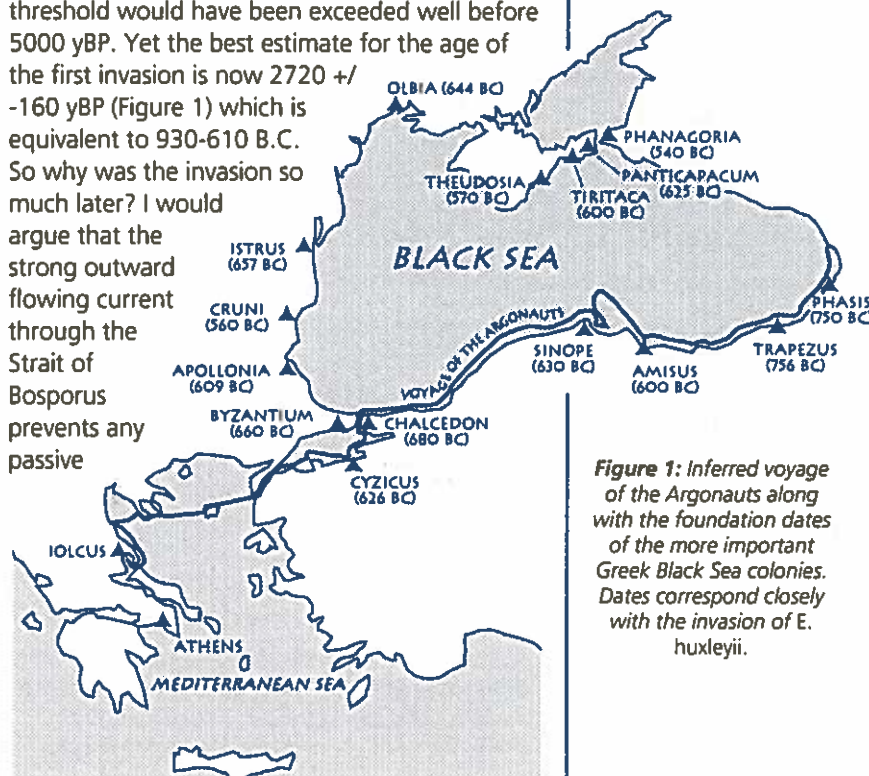 threshold would have been exceeded well before
5000 yBP. Yet the best estimate for the age of
the first invasion is now 2720 +/
-160 yBP (Figure 1) which is
equivalent to 930-610 B.C.
So why was the invasion so
much later? I would
argue that the
strong outward
flowing current
through the
Strait of
Bosporus
prevents any
passive
OLBIA (644 BC)
PHANAGORIA
(540 BC)
PANTICAPACUM
(625 BC)
THEUDOSIA
(570 BC)
TIRITACA
(600 BC)
ISTRUS
(657 BC)
BLACK SEA
CRUNI
(560 BC)
PHASIS
(750 BC)
VOYAGE OF THE ARGONAUTS
SINOPE
(630 BC)
AMISUS
(600 BC)
TRAPEZUS
(756 BC)
APOLLONIA
(609 BC)
BYZANTIUM
(660 BC)
CHALCEDON
(680 BC)
CYZICUS
(626 BC)
IOLCUS
ATHENS
MEDITERRANEAN SEA
Figure 1: Inferred voyage
of the Argonauts along
with the foundation dates
of the more important
Greek Black Sea colonies.
Dates correspond closely
with the invasion of E.
huxleyii.